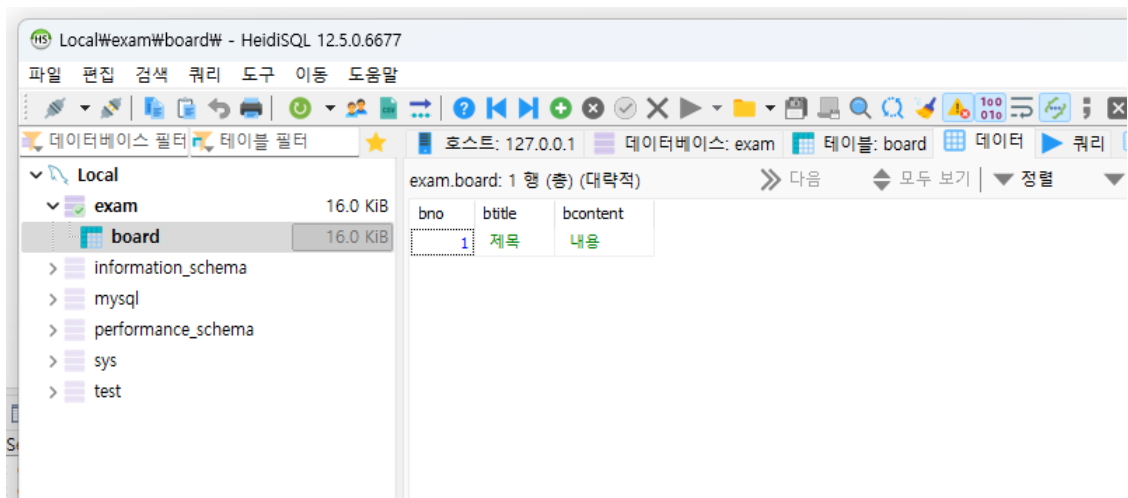 Local₩exam₩board₩ - HeidiSQL 12.5.0.6677
파일 편집 검색 쿼리 도구 이동 도움말
데이터베이스 필터 테이블 필터
호스트: 127.0.0.1 데이터베이스: exam 테이블: board 데이터 쿼리
Local
exam.board: 1 행 (총) (대략적) 다음 모두 보기 정렬
exam 16.0 KiB
bno btitle bcontent
board 16.0 KiB
1 제목 내용
information_schema
mysql
performance_schema
sys
test